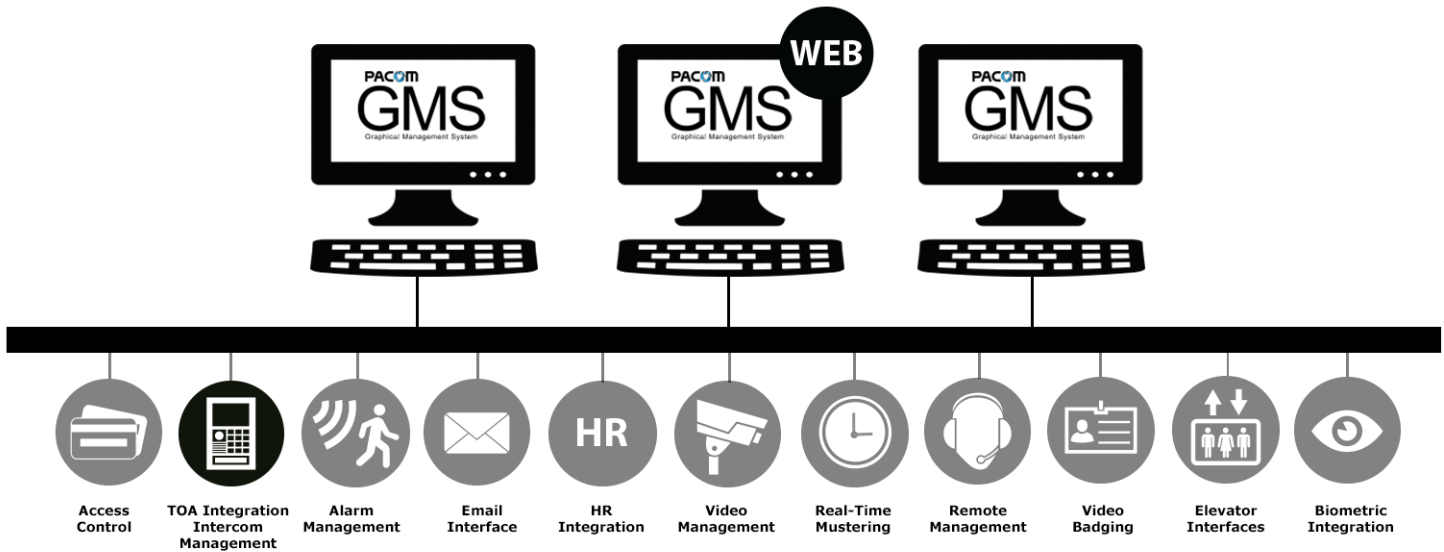 WEB
PACOM
GMS
Graphical Management System
PACOM
GMS
Graphical Management System
PACOM
GMS
Graphical Management System
HR
Access
Control
TOA Integration
Intercom
Management
Alarm
Management
Email
Interface
HR
Integration
Video
Management
Real-Time
Mustering
Remote
Management
Video
Badging
Elevator
Interfaces
Biometric
Integration